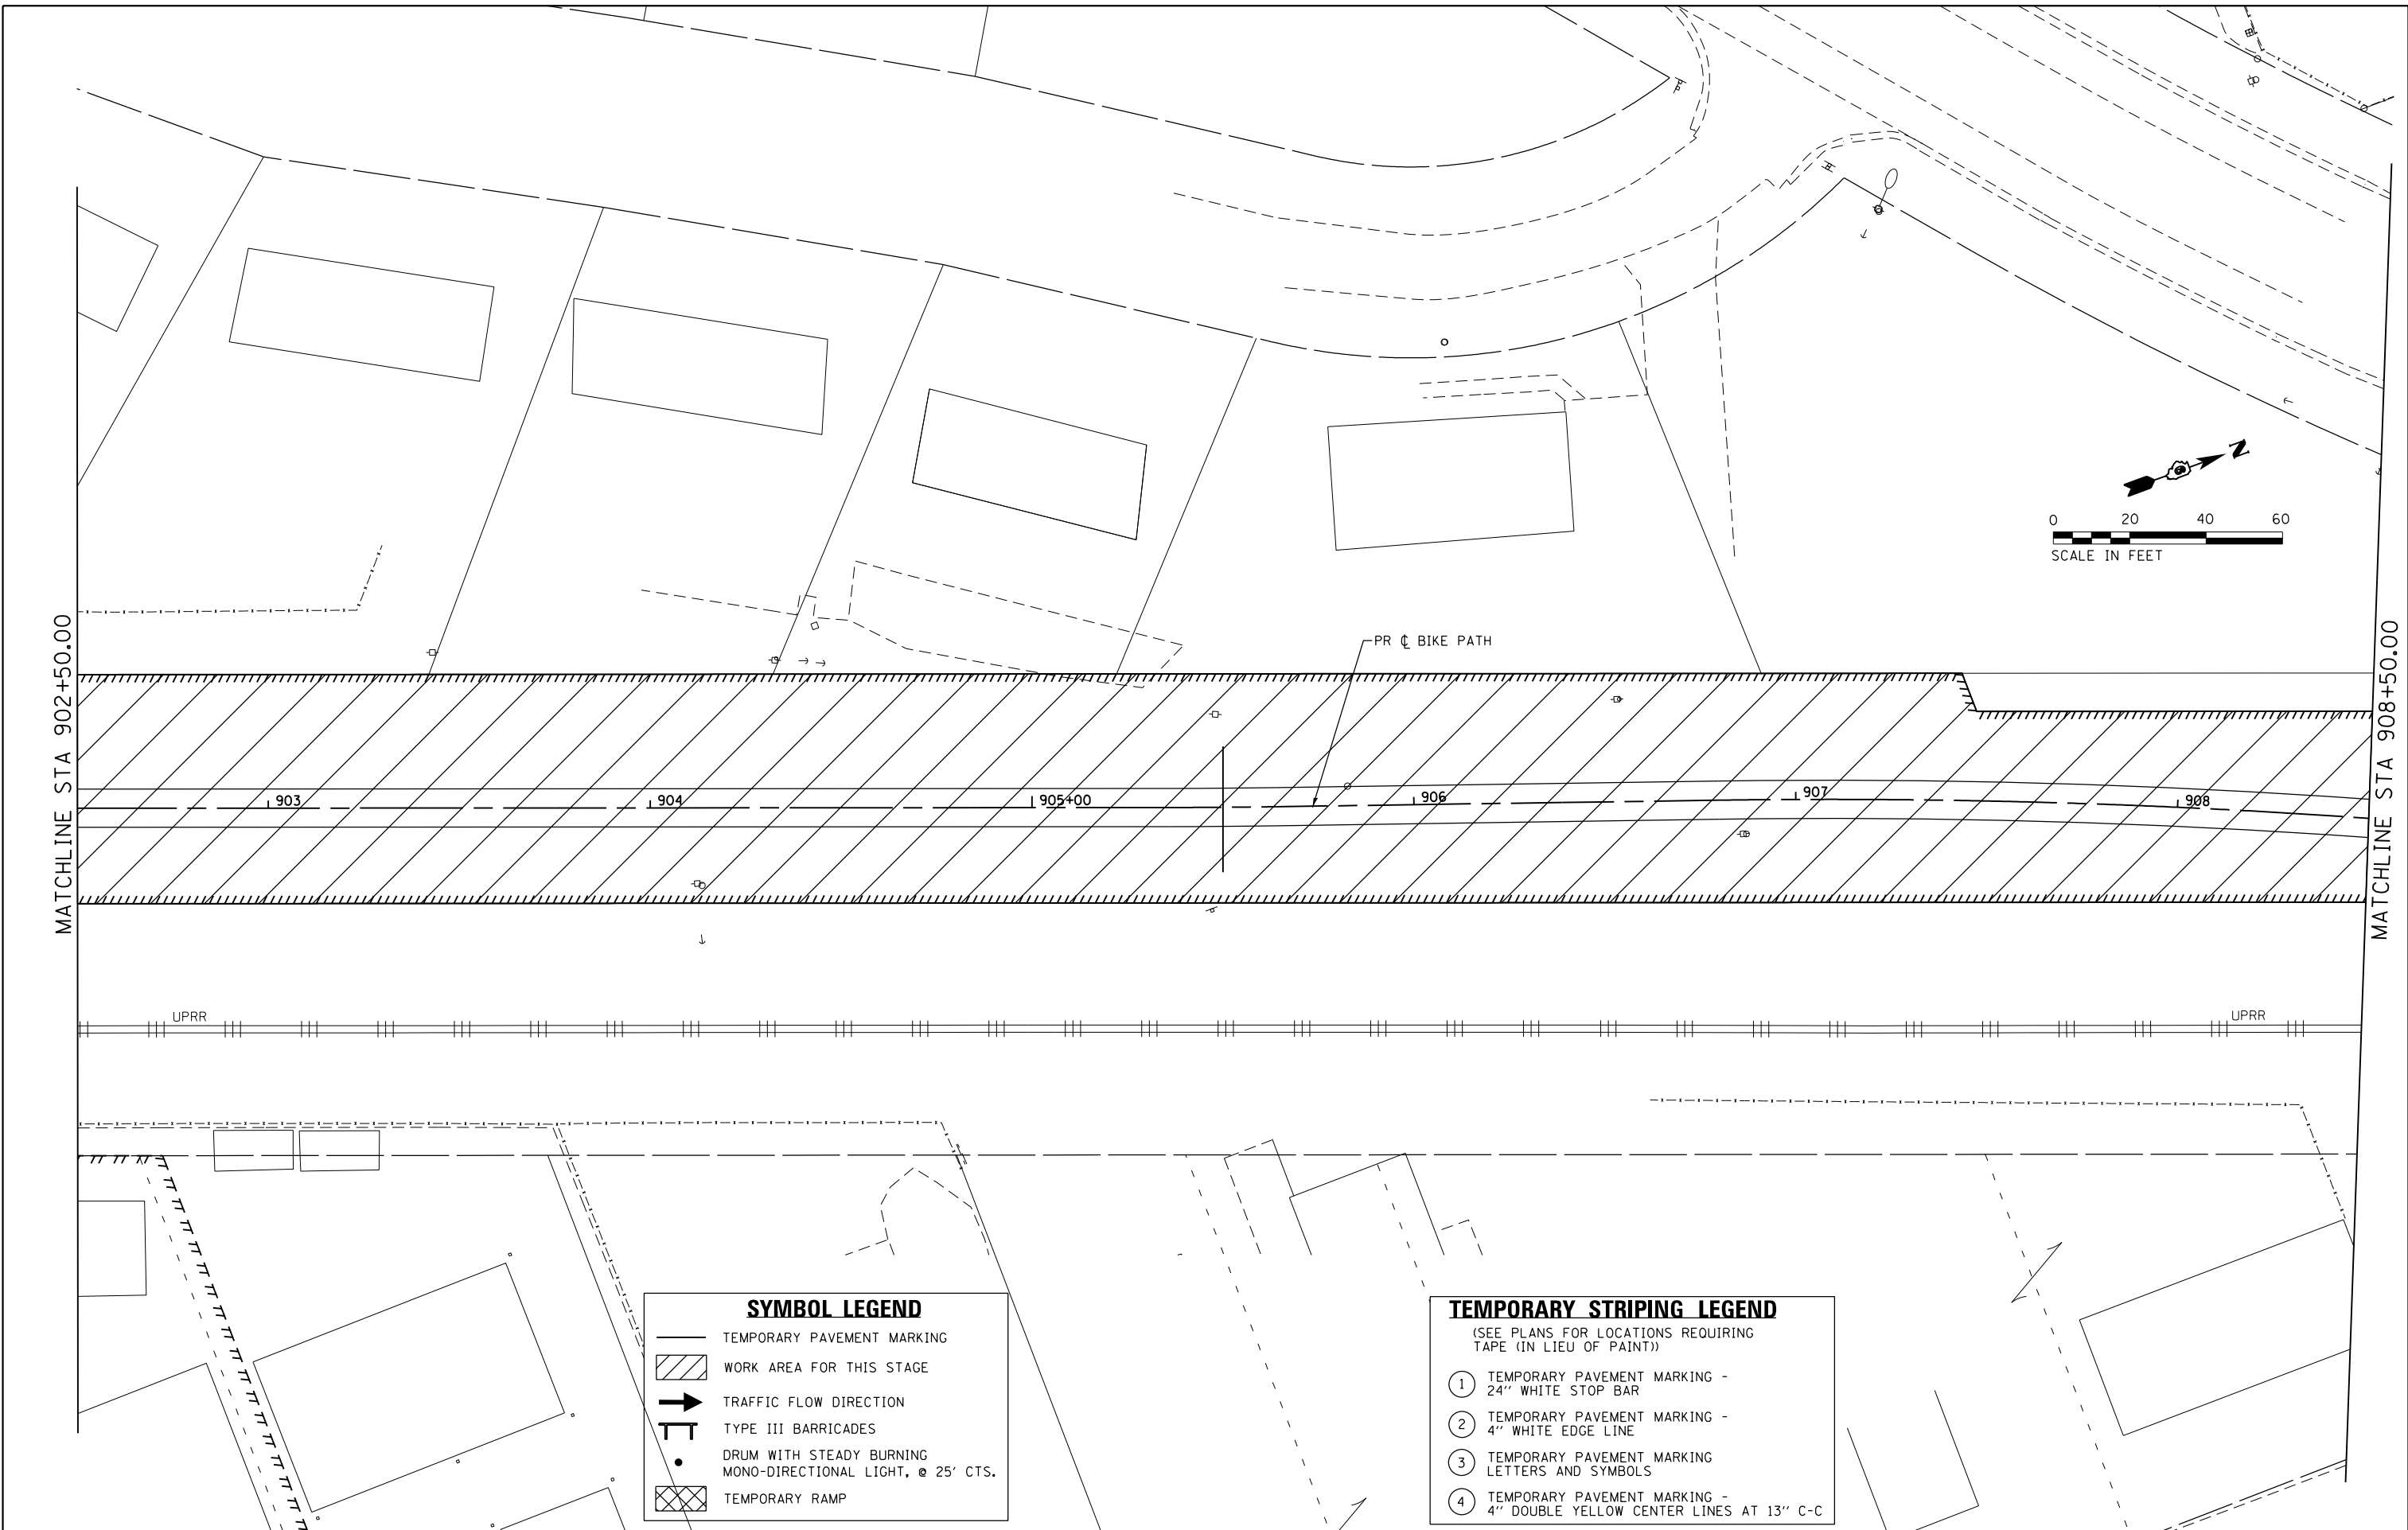 N
0 20 40 60
SCALE IN FEET
MATCHLINE STA 902+50.00
MATCHLINE STA 908+50.00
PR ℄ BIKE PATH
903
904
905+00
906
907
908
UPRR
UPRR
SYMBOL LEGEND
TEMPORARY PAVEMENT MARKING
WORK AREA FOR THIS STAGE
TRAFFIC FLOW DIRECTION
TYPE III BARRICADES
DRUM WITH STEADY BURNING
MONO-DIRECTIONAL LIGHT, @ 25' CTS.
TEMPORARY RAMP
TEMPORARY STRIPING LEGEND
(SEE PLANS FOR LOCATIONS REQUIRING
TAPE (IN LIEU OF PAINT))
1 TEMPORARY PAVEMENT MARKING -
24'' WHITE STOP BAR
2 TEMPORARY PAVEMENT MARKING -
4'' WHITE EDGE LINE
3 TEMPORARY PAVEMENT MARKING
LETTERS AND SYMBOLS
4 TEMPORARY PAVEMENT MARKING -
4'' DOUBLE YELLOW CENTER LINES AT 13'' C-C